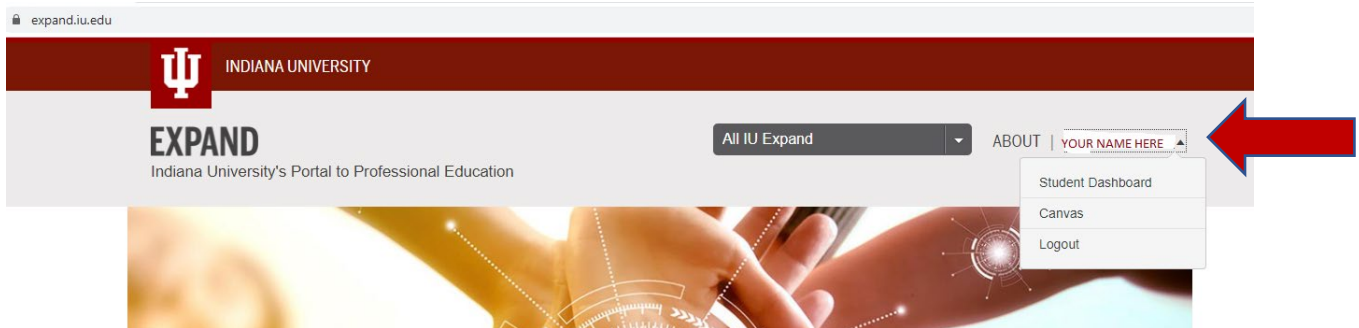 expand.iu.edu
INDIANA UNIVERSITY
EXPAND
Indiana University's Portal to Professional Education
All IU Expand
ABOUT | YOUR NAME HERE
Student Dashboard
Canvas
Logout